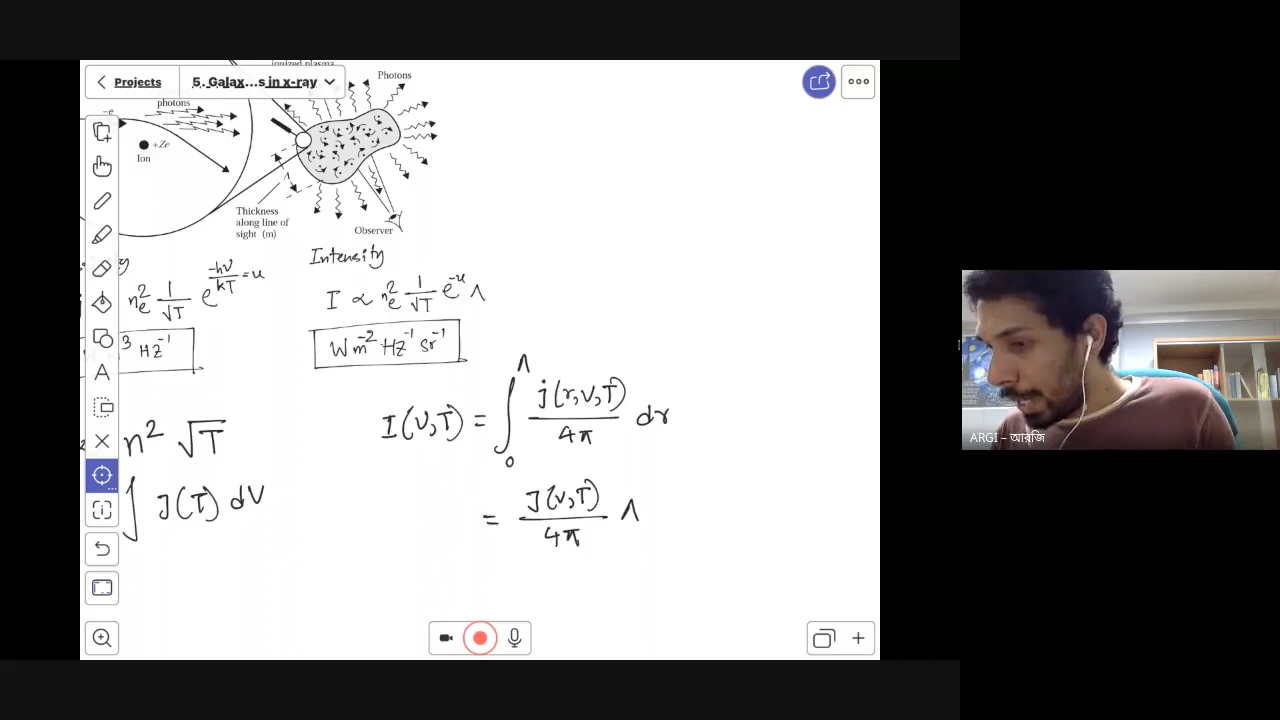 Projects
5. Galax...s in x-ray
ionized plasma
Photons
photons
−e
+Ze
Ion
Λ
Thickness
along line of
sight (m)
Observer
Intensity
n_e^2 1/√T e^(-hν/kT) = u
I ∝ n_e^2 1/√T e^-u Λ
3 Hz^-1
W m^-2 Hz^-1 sr^-1
n^2 √T
I(ν,T) = ∫_0^Λ j(r,ν,T)/4π dr
∫ J(T) dV
= J(ν,T)/4π Λ
A
ARGI – আরজি